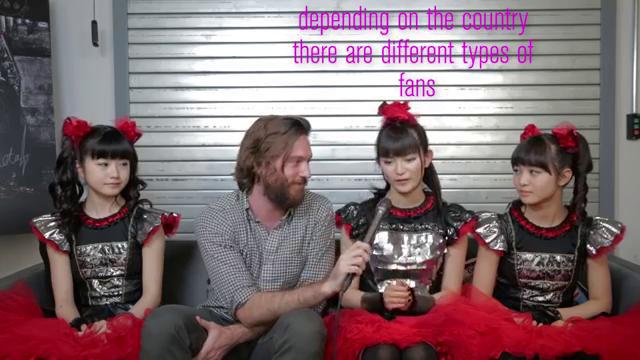 depending on the country
there are different types of
fans